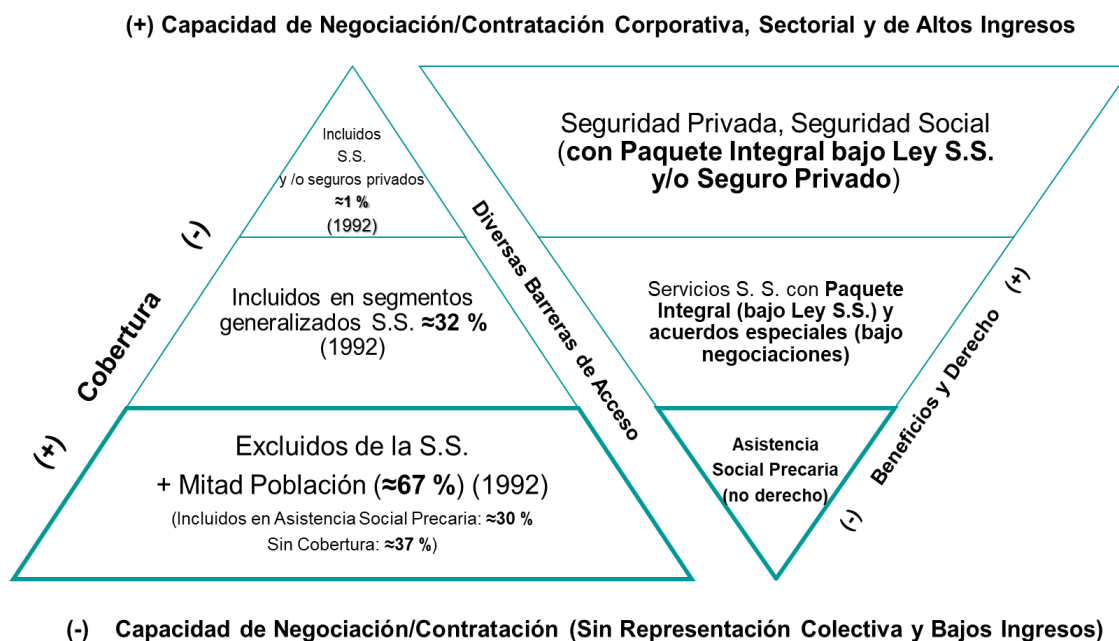 (+) Capacidad de Negociación/Contratación Corporativa, Sectorial y de Altos Ingresos
Incluidos
S.S.
y /o seguros privados
≈1 %
(1992)
Incluidos en segmentos
generalizados S.S. ≈32 %
(1992)
Excluidos de la S.S.
+ Mitad Población (≈67 %) (1992)
(Incluidos en Asistencia Social Precaria: ≈30 %
Sin Cobertura: ≈37 %)
(-)
Cobertura
(+)
Diversas Barreras de Acceso
Seguridad Privada, Seguridad Social
(con Paquete Integral bajo Ley S.S.
y/o Seguro Privado)
Servicios S. S. con Paquete
Integral (bajo Ley S.S.) y
acuerdos especiales (bajo
negociaciones)
Asistencia
Social Precaria
(no derecho)
(+)
Beneficios y Derecho
(-)
(-) Capacidad de Negociación/Contratación (Sin Representación Colectiva y Bajos Ingresos)